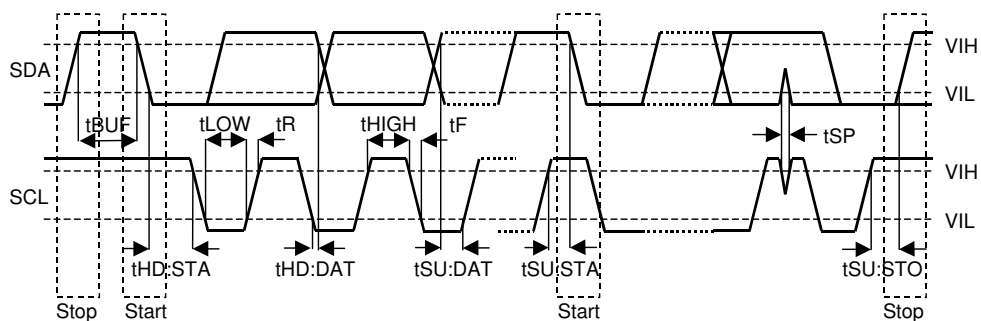 VIH
SDA
VIL
tBUF tLOW tR tHIGH tF
tSP
VIH
SCL
VIL
tHD:STA tHD:DAT tSU:DAT tSU:STA tSU:STO
Stop Start Start Stop